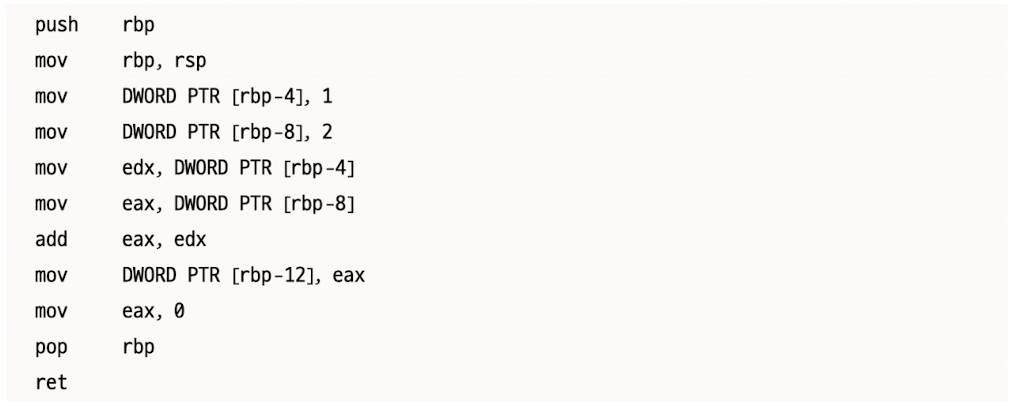 push rbp
mov rbp, rsp
mov DWORD PTR [rbp-4], 1
mov DWORD PTR [rbp-8], 2
mov edx, DWORD PTR [rbp-4]
mov eax, DWORD PTR [rbp-8]
add eax, edx
mov DWORD PTR [rbp-12], eax
mov eax, 0
pop rbp
ret